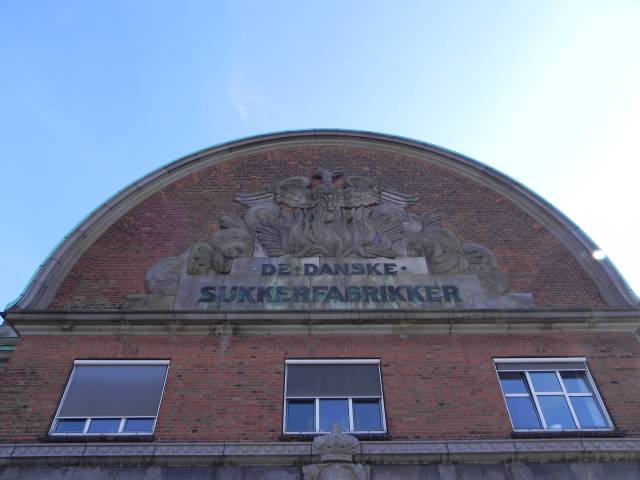 · DE · DANSKE ·
SUKKERFABRIKKER